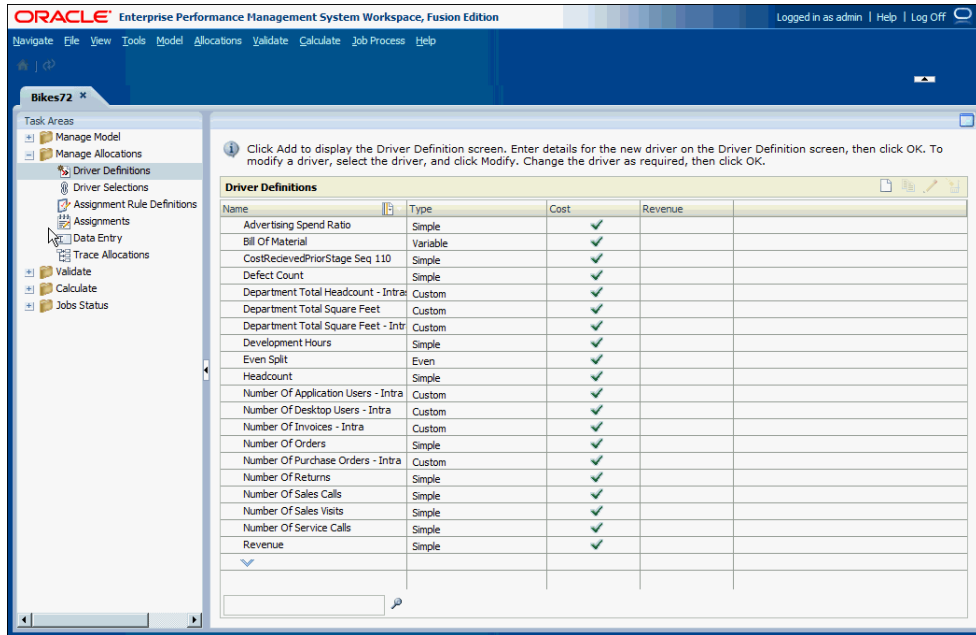 ORACLE Enterprise Performance Management System Workspace, Fusion Edition
Logged in as admin | Help | Log Off
Navigate File View Tools Model Allocations Validate Calculate Job Process Help
Bikes72
Task Areas
Manage Model
Manage Allocations
Driver Definitions
Driver Selections
Assignment Rule Definitions
Assignments
Data Entry
Trace Allocations
Validate
Calculate
Jobs Status
Click Add to display the Driver Definition screen. Enter details for the new driver on the Driver Definition screen, then click OK. To
modify a driver, select the driver, and click Modify. Change the driver as required, then click OK.
Driver Definitions
Name Type Cost Revenue
Advertising Spend Ratio Simple
Bill Of Material Variable
CostRecievedPriorStage Seq 110 Simple
Defect Count Simple
Department Total Headcount - Intra Custom
Department Total Square Feet Custom
Department Total Square Feet - Intr Custom
Development Hours Simple
Even Split Even
Headcount Simple
Number Of Application Users - Intra Custom
Number Of Desktop Users - Intra Custom
Number Of Invoices - Intra Custom
Number Of Orders Simple
Number Of Purchase Orders - Intra Custom
Number Of Returns Simple
Number Of Sales Calls Simple
Number Of Sales Visits Simple
Number Of Service Calls Simple
Revenue Simple